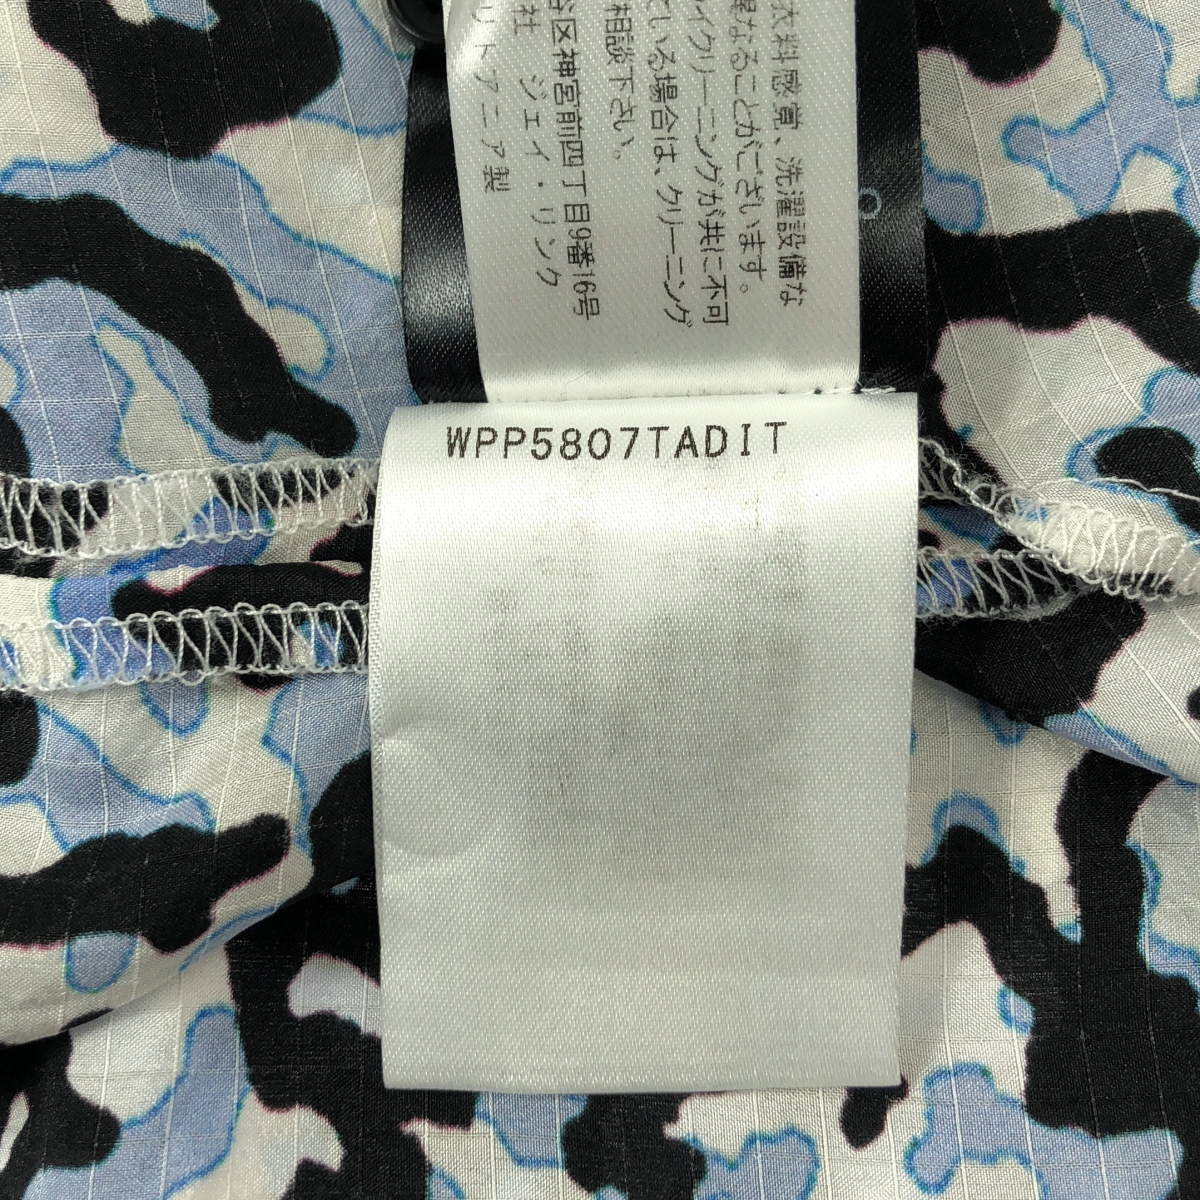 衣料感覚、洗濯設備な
異なることがございます。
イクリーニングが共に不可
ている場合は、クリーニング
相談下さい。
谷区神宮前四丁目9番16号
社 ジェイ・リンク
リトアニア製
WPP5807TADIT